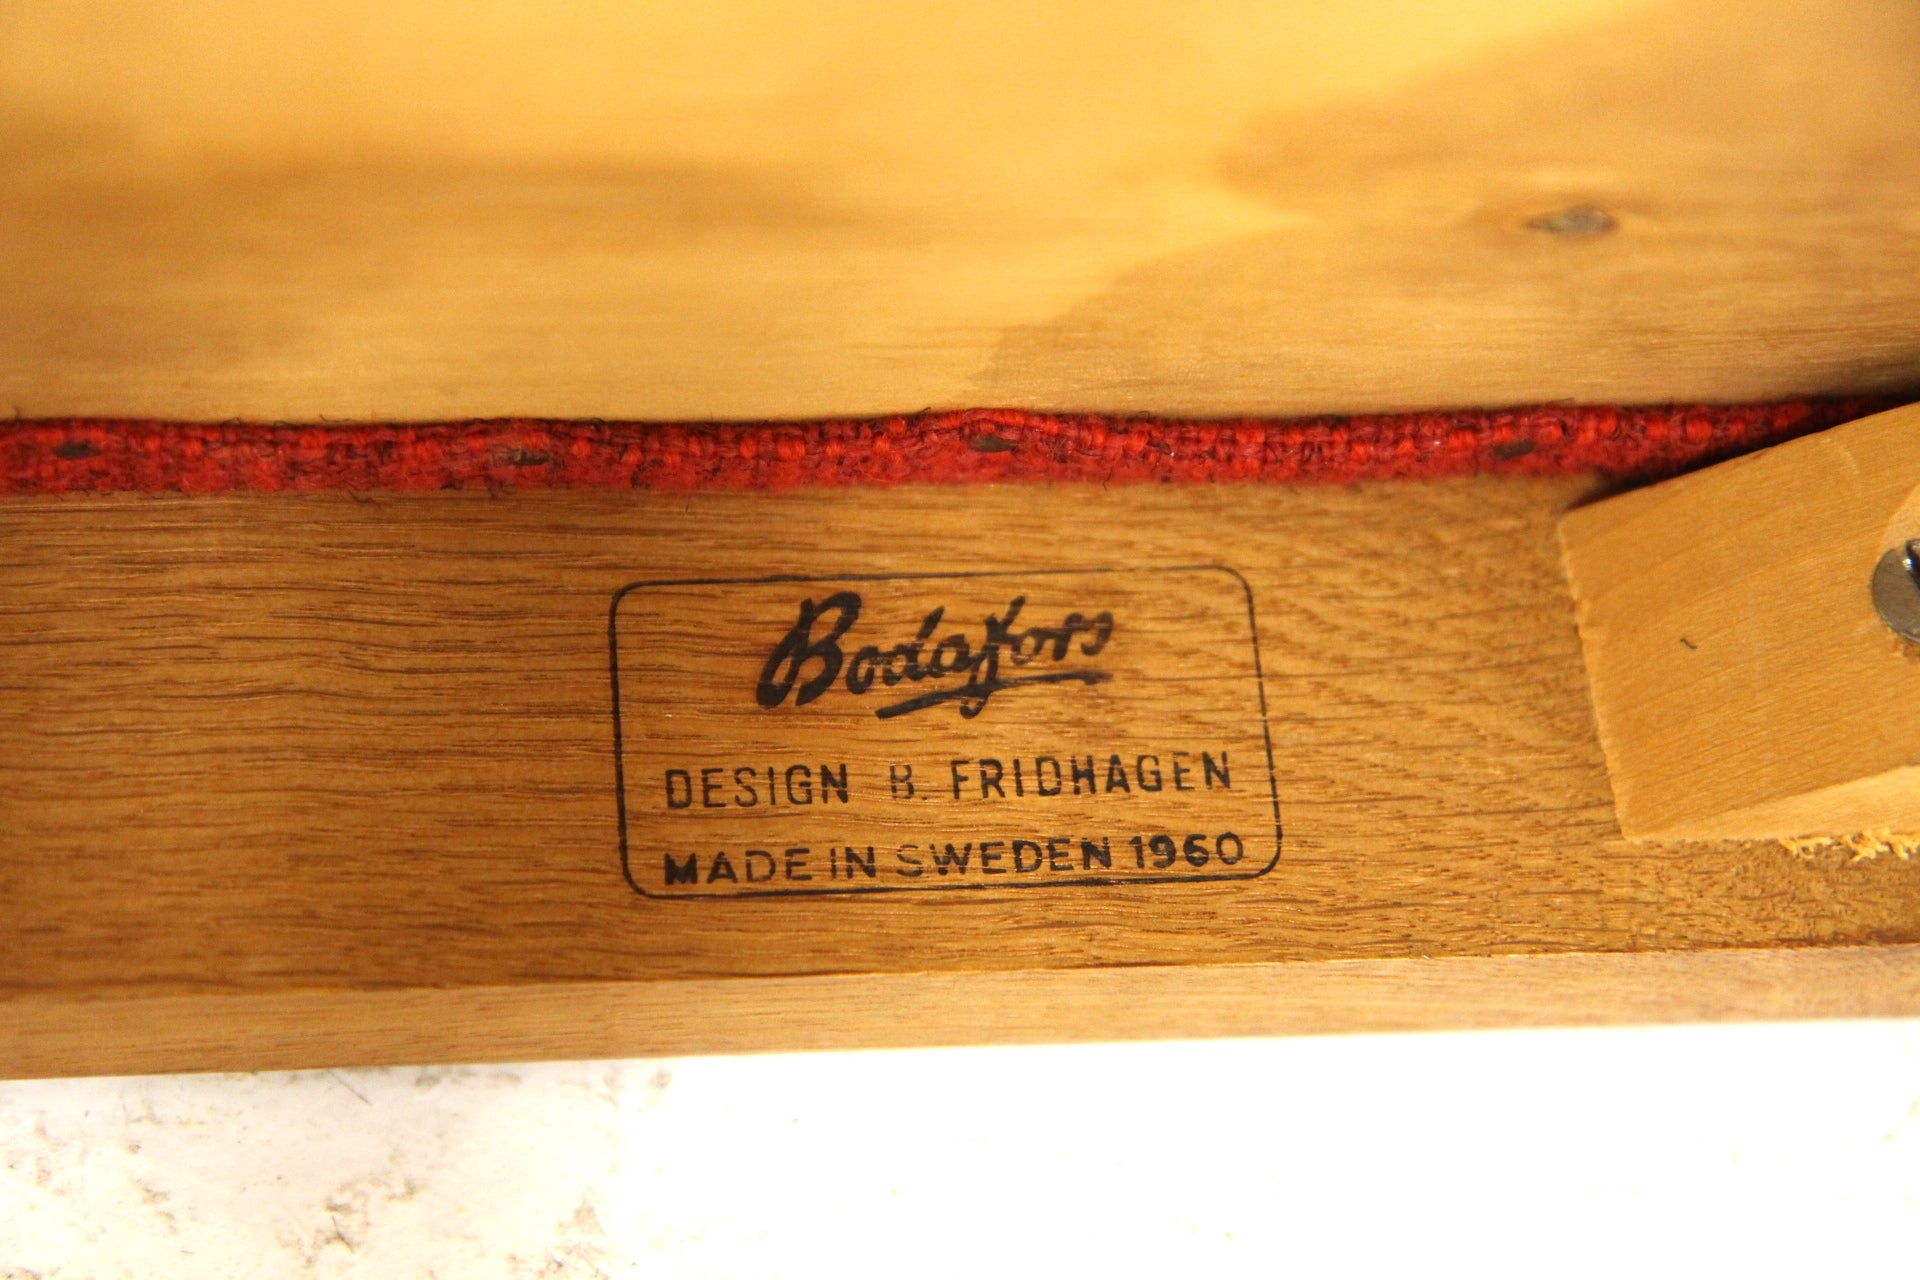 Bodafors
DESIGN B. FRIDHAGEN
MADE IN SWEDEN 1960